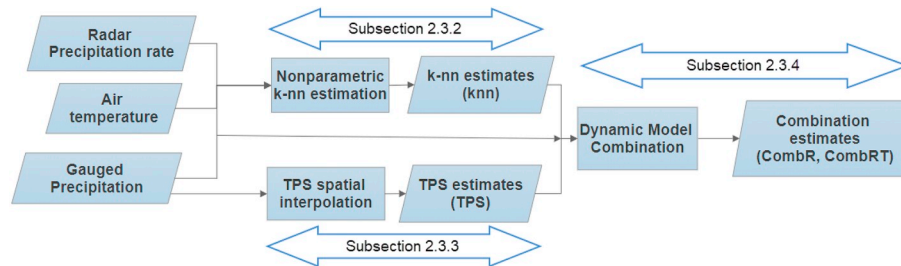 Radar
Precipitation rate
Subsection 2.3.2
Subsection 2.3.4
Nonparametric
k-nn estimation
k-nn estimates
(knn)
Air
temperature
Dynamic Model
Combination
Combination
estimates
(CombR, CombRT)
Gauged
Precipitation
TPS spatial
interpolation
TPS estimates
(TPS)
Subsection 2.3.3